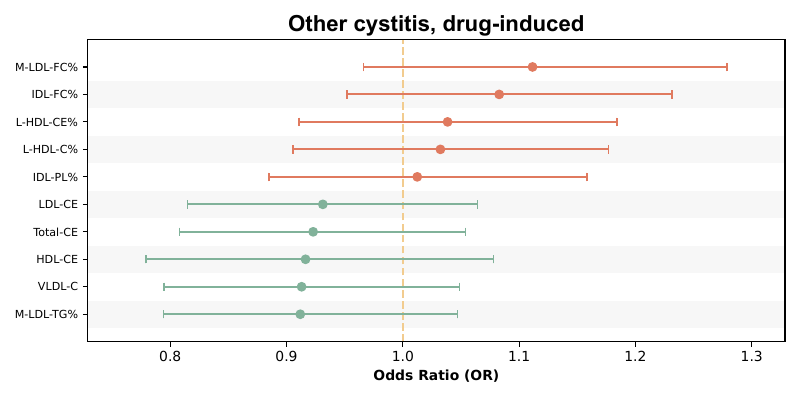 Other cystitis, drug-induced
M-LDL-FC%
IDL-FC%
L-HDL-CE%
L-HDL-C%
IDL-PL%
LDL-CE
Total-CE
HDL-CE
VLDL-C
M-LDL-TG%
0.8 0.9 1.0 1.1 1.2 1.3
Odds Ratio (OR)